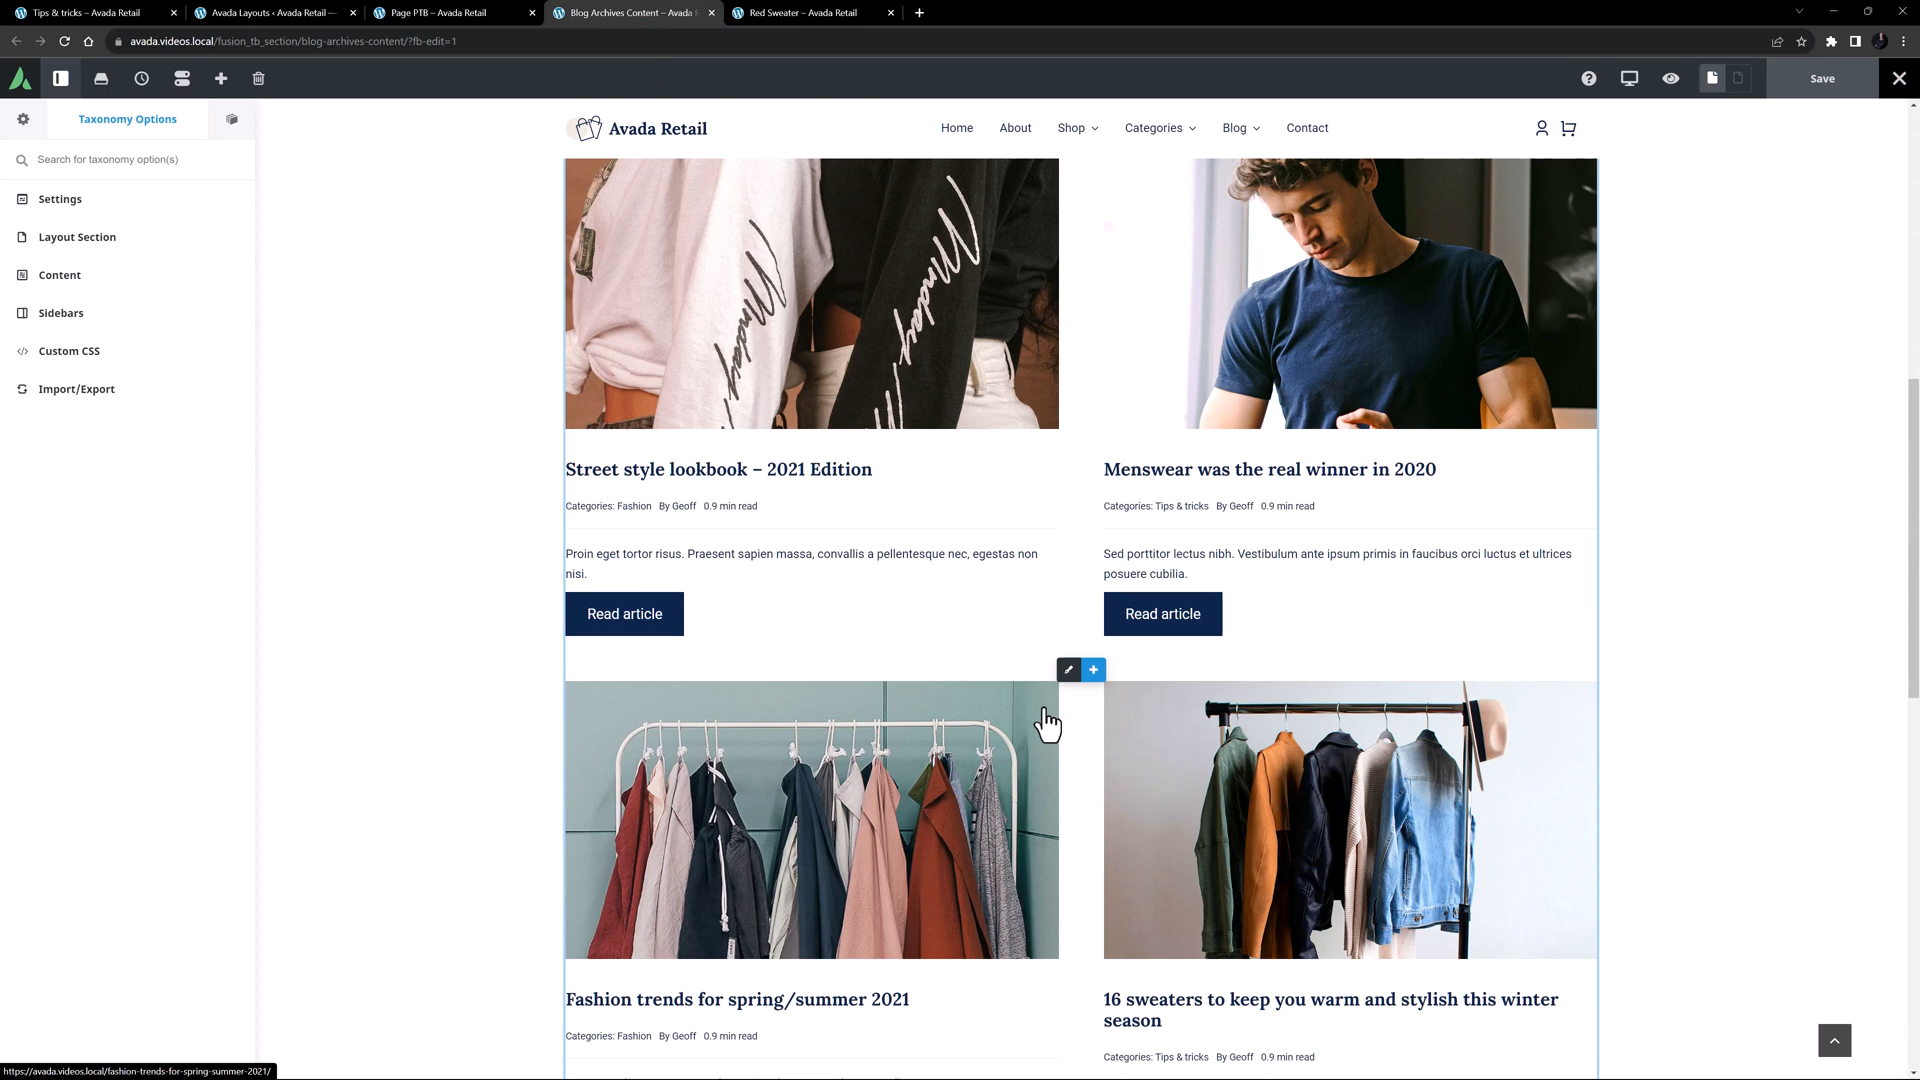 Tips & tricks – Avada Retail
Avada Layouts ‹ Avada Retail —
Page PTB – Avada Retail
Blog Archives Content – Avada
Red Sweater – Avada Retail
avada.videos.local/fusion_tb_section/blog-archives-content/?fb-edit=1
Save
Taxonomy Options
Search for taxonomy option(s)
Settings
Layout Section
Content
Sidebars
Custom CSS
Import/Export
Avada Retail
Home
About
Shop
Categories
Blog
Contact
Monday
Monday
Street style lookbook – 2021 Edition
Categories: Fashion By Geoff 0.9 min read
Proin eget tortor risus. Praesent sapien massa, convallis a pellentesque nec, egestas non
nisi.
Read article
Menswear was the real winner in 2020
Categories: Tips & tricks By Geoff 0.9 min read
Sed porttitor lectus nibh. Vestibulum ante ipsum primis in faucibus orci luctus et ultrices
posuere cubilia.
Read article
Fashion trends for spring/summer 2021
Categories: Fashion By Geoff 0.9 min read
16 sweaters to keep you warm and stylish this winter
season
Categories: Tips & tricks By Geoff 0.9 min read
https://avada.videos.local/fashion-trends-for-spring-summer-2021/